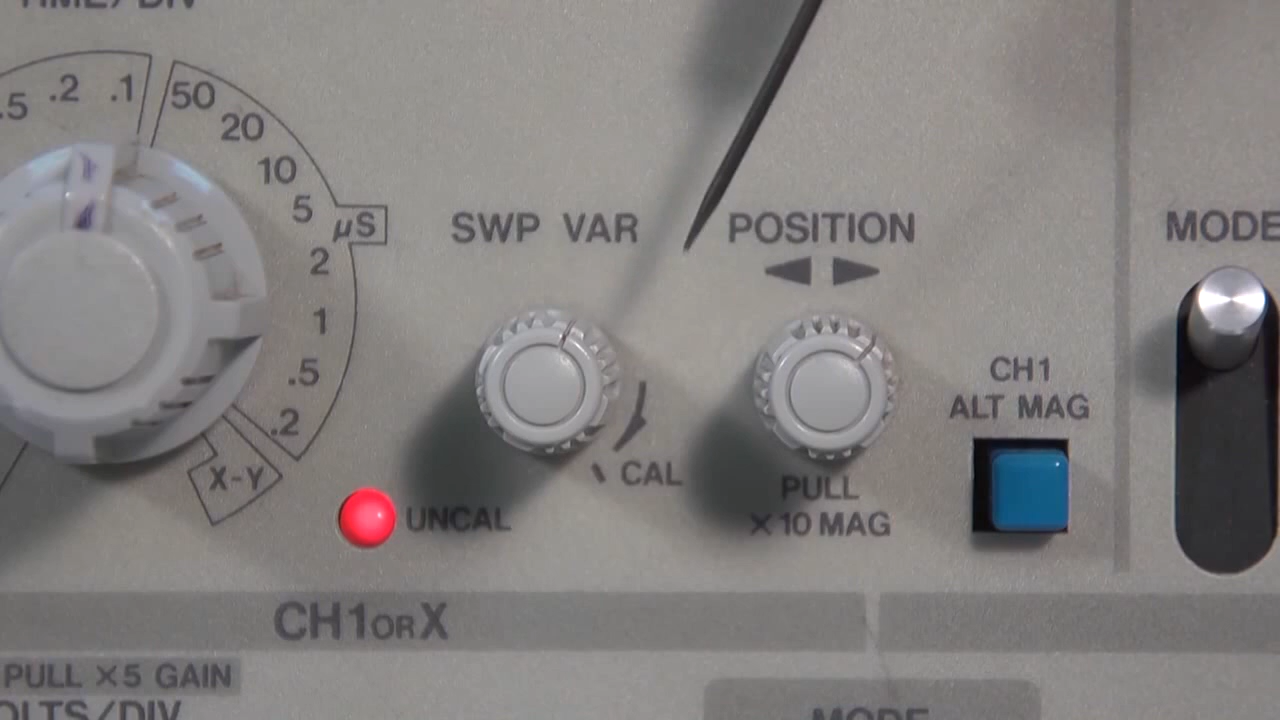 TIME/DIV
.5 .2 .1 50
20
10
5
µS
2
1
.5
.2
X-Y
SWP VAR
CAL
UNCAL
POSITION
PULL
×10 MAG
CH1
ALT MAG
MODE
CH1 OR X
PULL ×5 GAIN
VOLTS/DIV
MODE